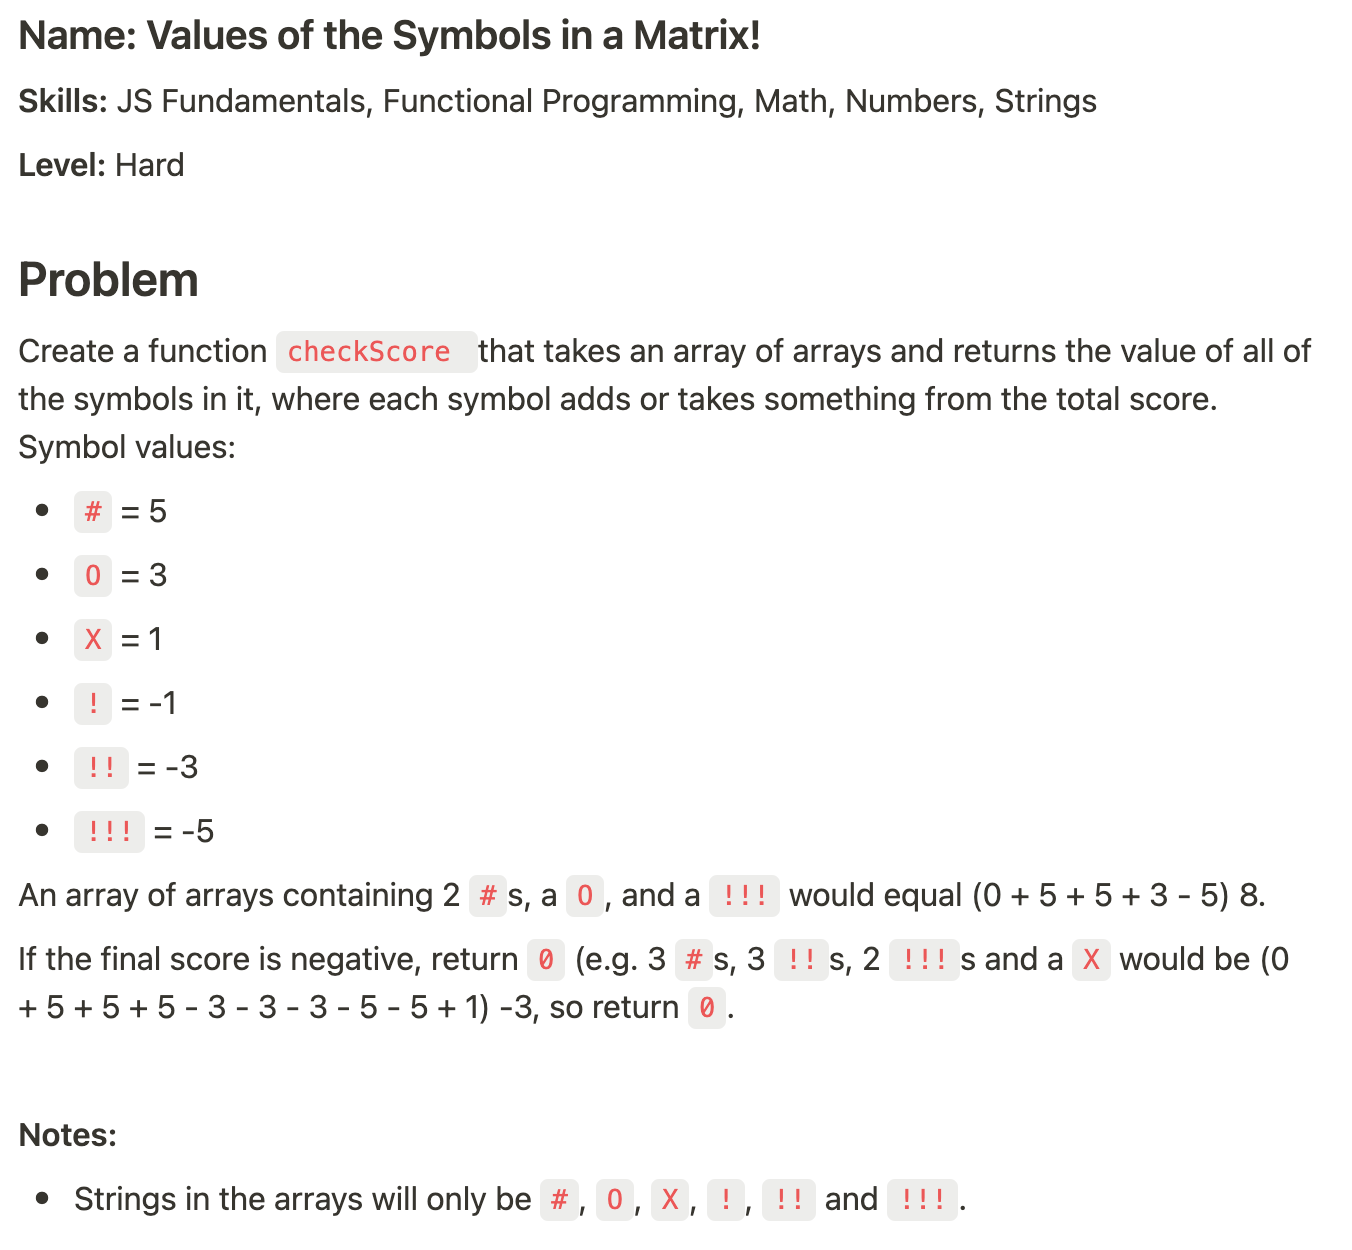 Name: Values of the Symbols in a Matrix!
Skills: JS Fundamentals, Functional Programming, Math, Numbers, Strings
Level: Hard
Problem
Create a function checkScore that takes an array of arrays and returns the value of all of
the symbols in it, where each symbol adds or takes something from the total score.
Symbol values:
• # = 5
• O = 3
• X = 1
• ! = -1
• !! = -3
• !!! = -5
An array of arrays containing 2 #s, a O, and a !!! would equal (0 + 5 + 5 + 3 - 5) 8.
If the final score is negative, return 0 (e.g. 3 #s, 3 !!s, 2 !!!s and a X would be (0
+ 5 + 5 + 5 - 3 - 3 - 3 - 5 - 5 + 1) -3, so return 0.
Notes:
• Strings in the arrays will only be #, O, X, !, !! and !!!.